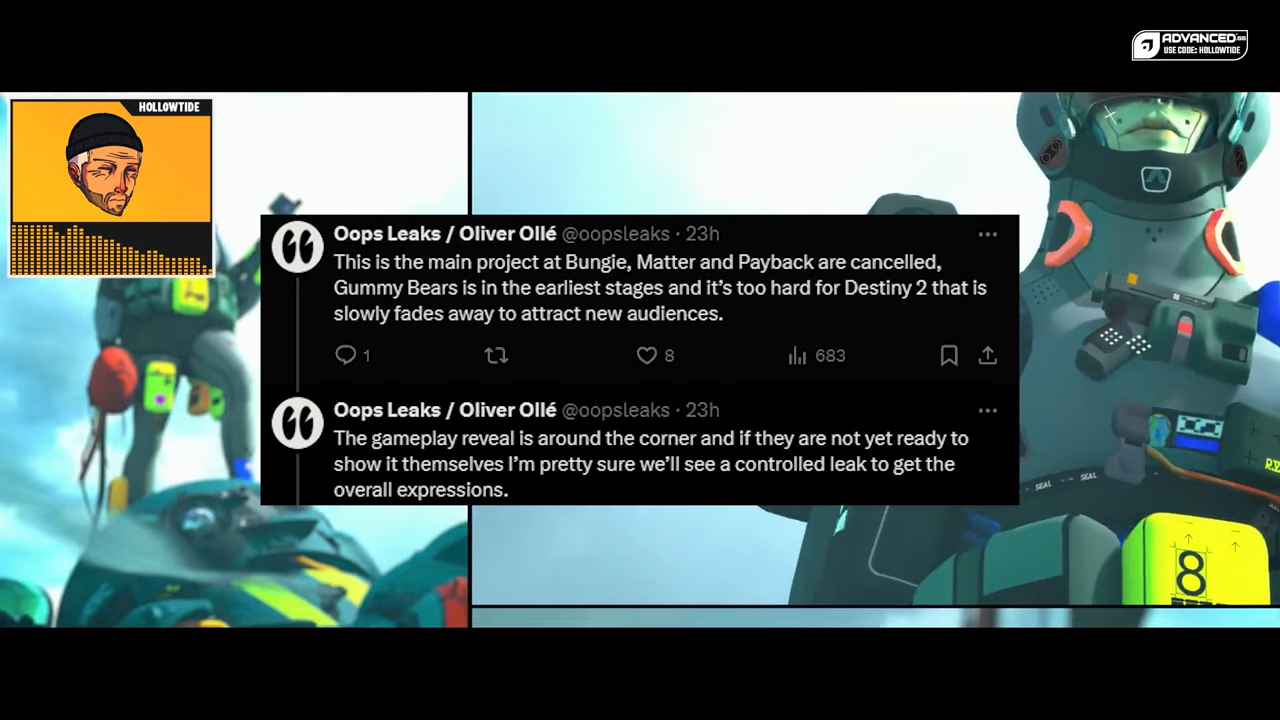 ADVANCED.GG
USE CODE: HOLLOWTIDE
HOLLOWTIDE
Oops Leaks / Oliver Ollé @oopsleaks · 23h
This is the main project at Bungie, Matter and Payback are cancelled,
Gummy Bears is in the earliest stages and it’s too hard for Destiny 2 that is
slowly fades away to attract new audiences.
1 8 683
Oops Leaks / Oliver Ollé @oopsleaks · 23h
The gameplay reveal is around the corner and if they are not yet ready to
show it themselves I’m pretty sure we’ll see a controlled leak to get the
overall expressions.
SEAL SEAL
8